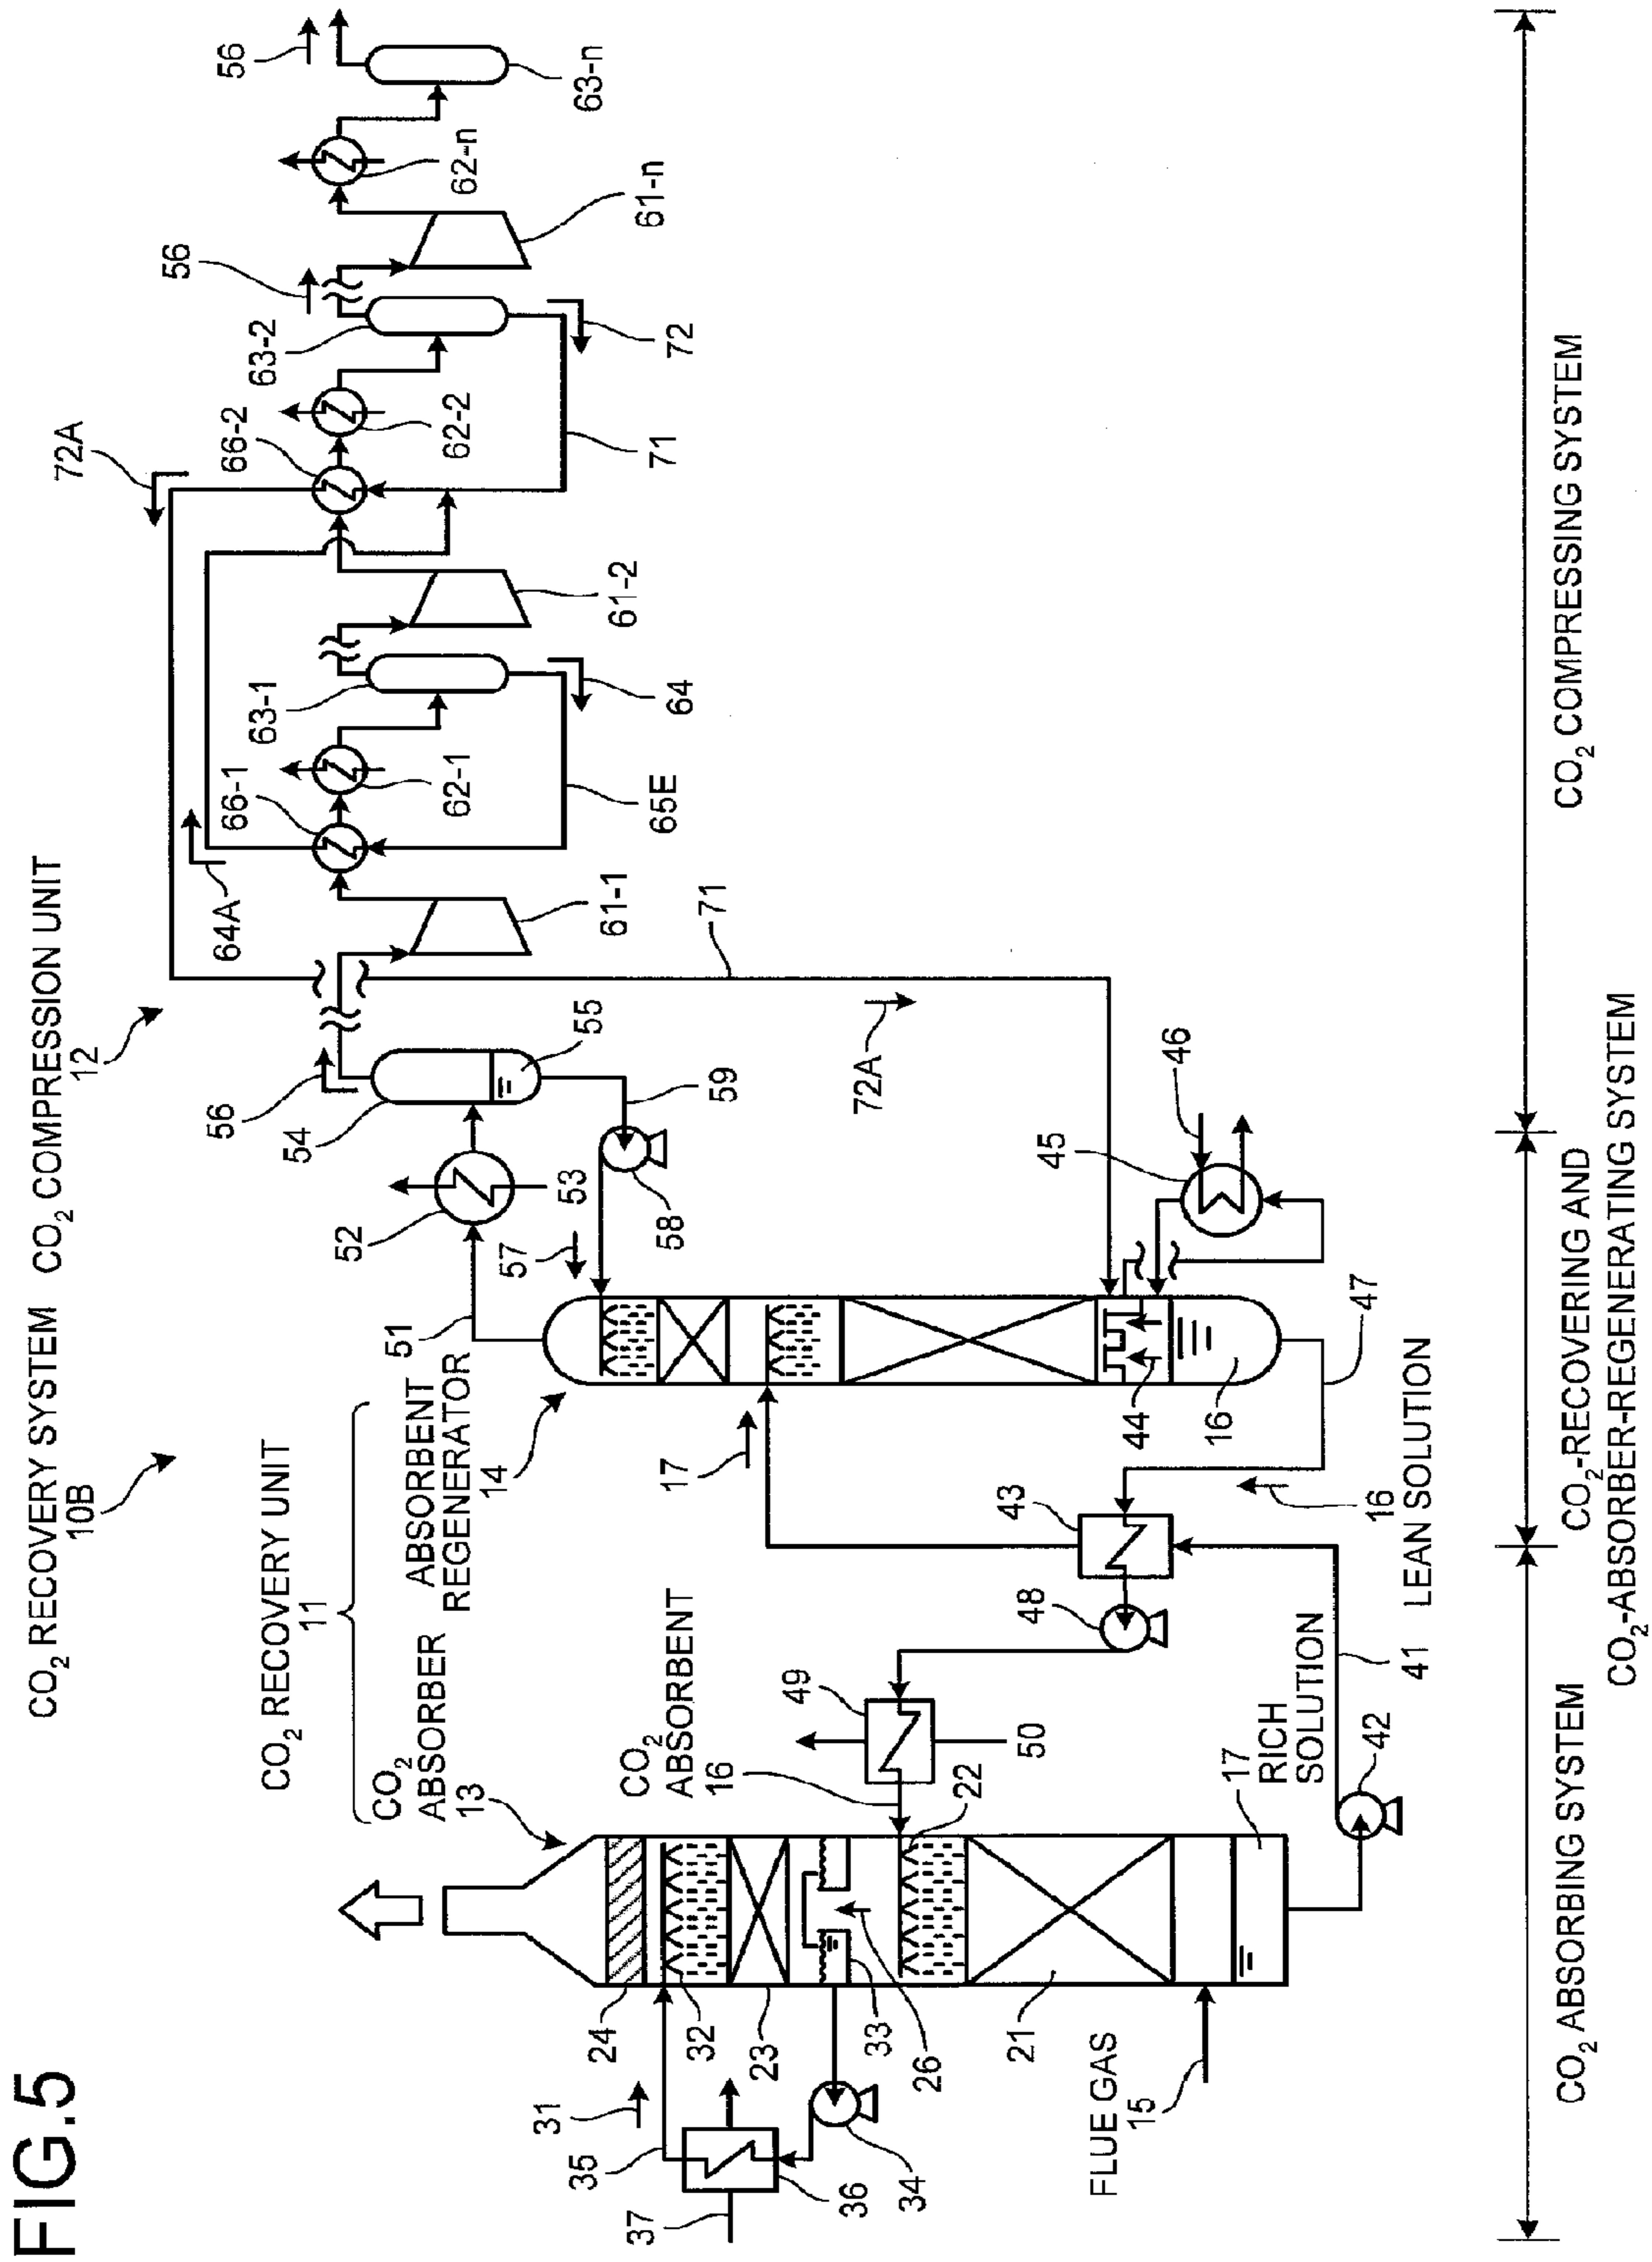 FIG.5
CO2 RECOVERY SYSTEM
10B
CO2 COMPRESSION UNIT
12
CO2 RECOVERY UNIT
11
CO2
ABSORBER
13
ABSORBENT
REGENERATOR
14
CO2
ABSORBENT
16
24
32
23
33
26
21
22
31
35
36
37
34
FLUE GAS
15
17
RICH
SOLUTION
42
41
49
50
48
43
17
16
LEAN SOLUTION
47
16
44
45
46
51
52
53
54
55
56
57
58
59
72A
71
61-1
64A
66-1
62-1
63-1
65E
64
61-2
72A
66-2
62-2
63-2
71
72
56
61-n
62-n
63-n
56
CO2 ABSORBING SYSTEM
CO2-RECOVERING AND
CO2-ABSORBER-REGENERATING SYSTEM
CO2 COMPRESSING SYSTEM